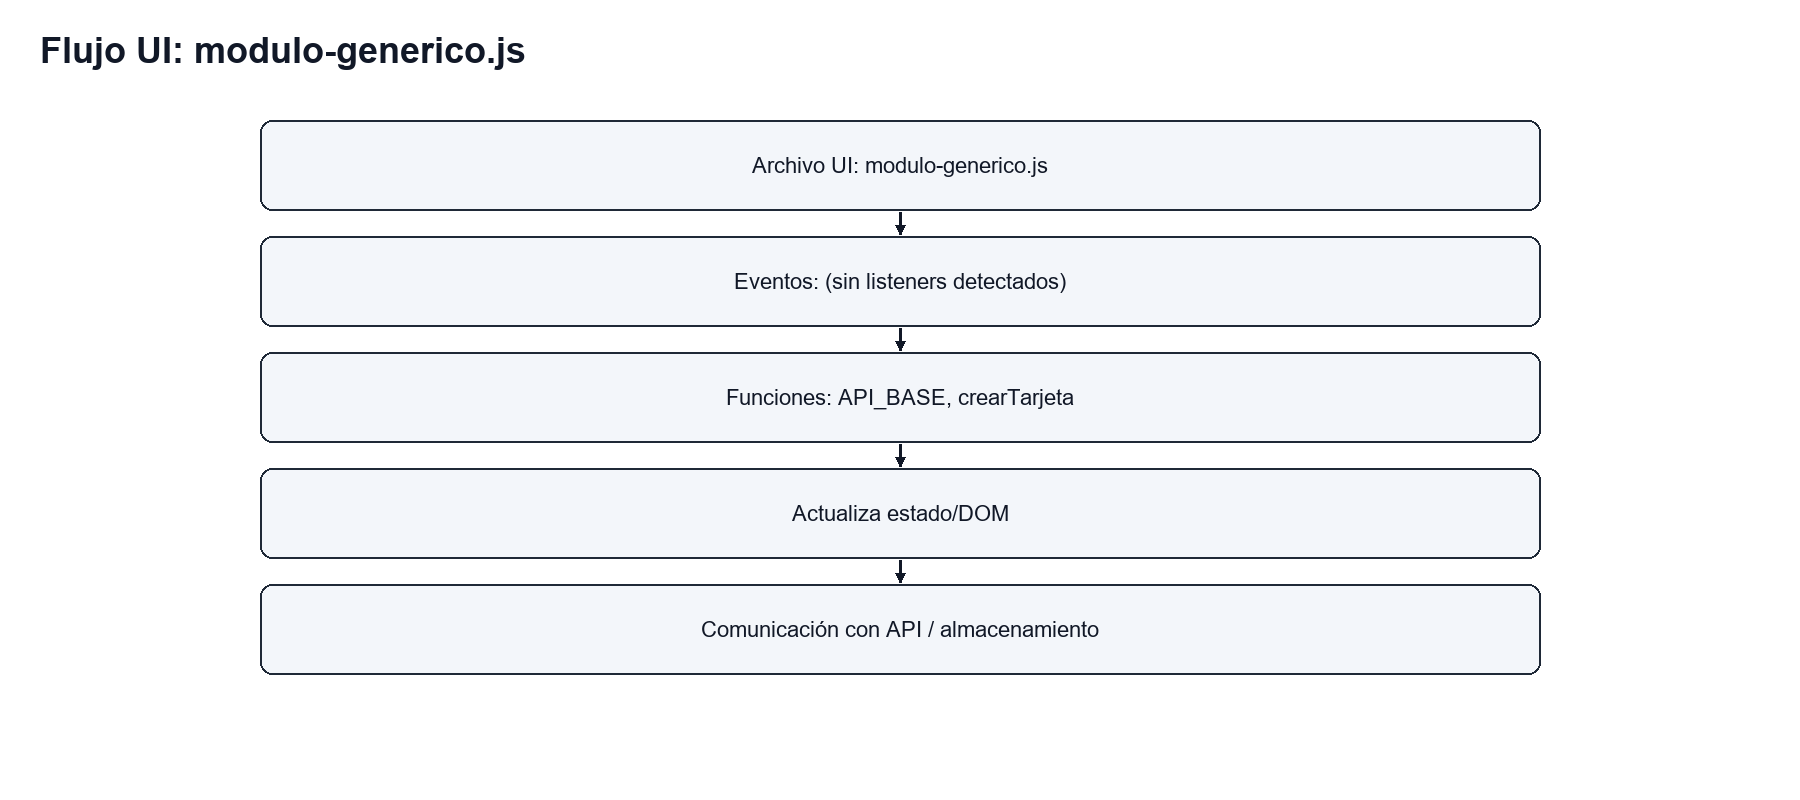 Flujo UI: modulo-generico.js
Archivo UI: modulo-generico.js
Eventos: (sin listeners detectados)
Funciones: API_BASE, crearTarjeta
Actualiza estado/DOM
Comunicación con API / almacenamiento